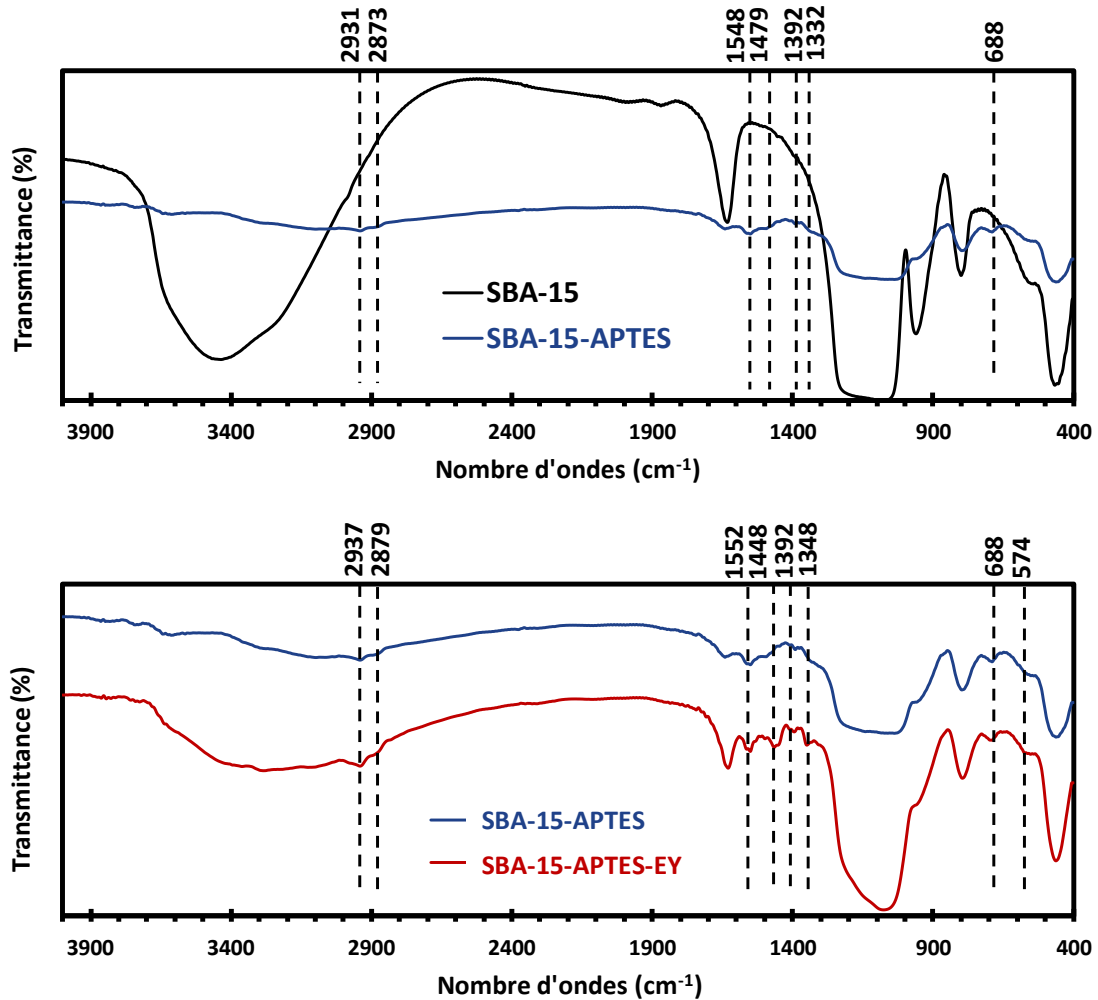 2931 2873 1548 1479 1392 1332 688
Transmittance (%)
SBA-15
SBA-15-APTES
3900 3400 2900 2400 1900 1400 900 400
Nombre d'ondes (cm-1)
2937 2879 1552 1448 1392 1348 688 574
Transmittance (%)
SBA-15-APTES
SBA-15-APTES-EY
3900 3400 2900 2400 1900 1400 900 400
Nombre d'ondes (cm-1)